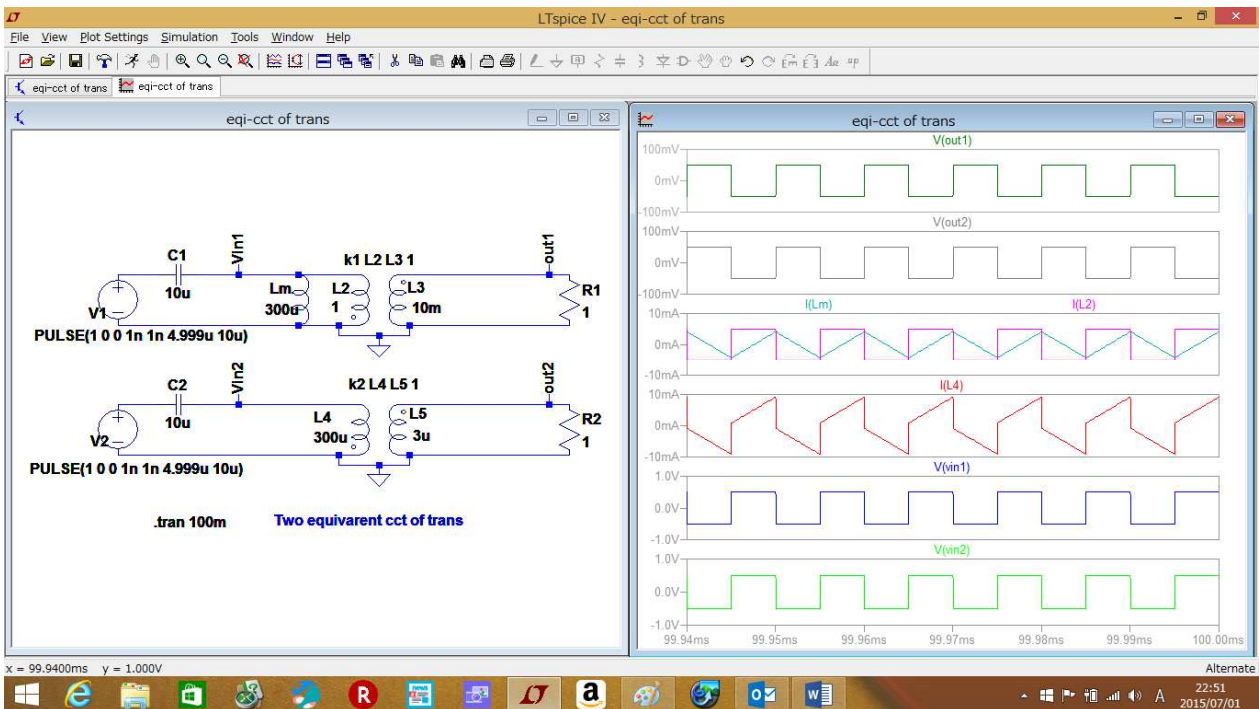 LTspice IV - eqi-cct of trans
File View Plot Settings Simulation Tools Window Help
eqi-cct of trans eqi-cct of trans
eqi-cct of trans
C1
10u
Vin1
k1 L2 L3 1
out1
Lm
300u
L2
1
L3
10m
R1
1
V1
PULSE(1 0 0 1n 1n 4.999u 10u)
C2
10u
Vin2
k2 L4 L5 1
out2
L4
300u
L5
3u
R2
1
V2
PULSE(1 0 0 1n 1n 4.999u 10u)
.tran 100m
Two equivarent cct of trans
eqi-cct of trans
V(out1)
100mV
0mV
-100mV
V(out2)
100mV
0mV
-100mV
I(Lm) I(L2)
10mA
0mA
-10mA
I(L4)
10mA
0mA
-10mA
V(vin1)
1.0V
0.0V
-1.0V
V(vin2)
1.0V
0.0V
-1.0V
99.94ms 99.95ms 99.96ms 99.97ms 99.98ms 99.99ms 100.00ms
x = 99.9400ms y = 1.000V
Alternate
R
a
A
22:51
2015/07/01